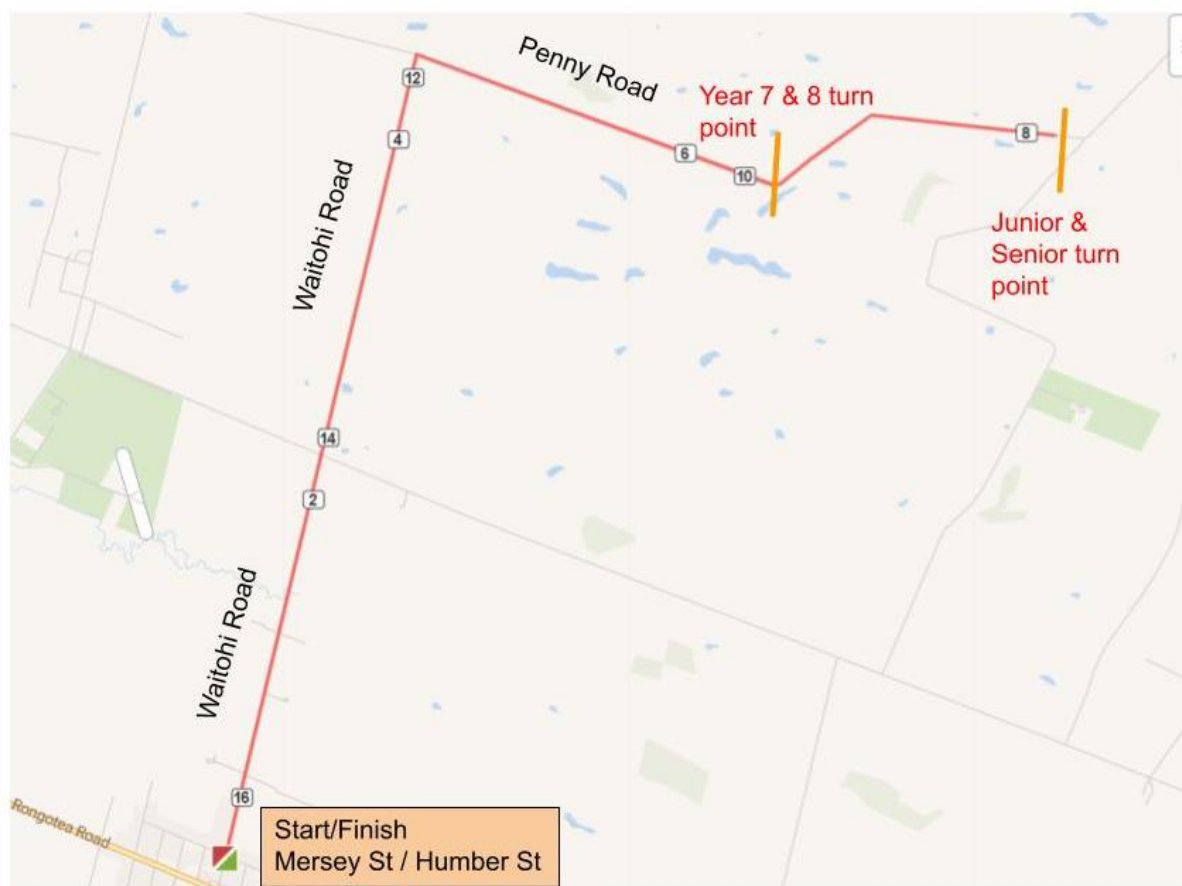 Penny Road
12
Year 7 & 8 turn
point
4
8
6
10
Waitohi Road
Junior &
Senior turn
point
14
2
Waitohi Road
16
Rongotea Road
Start/Finish
Mersey St / Humber St